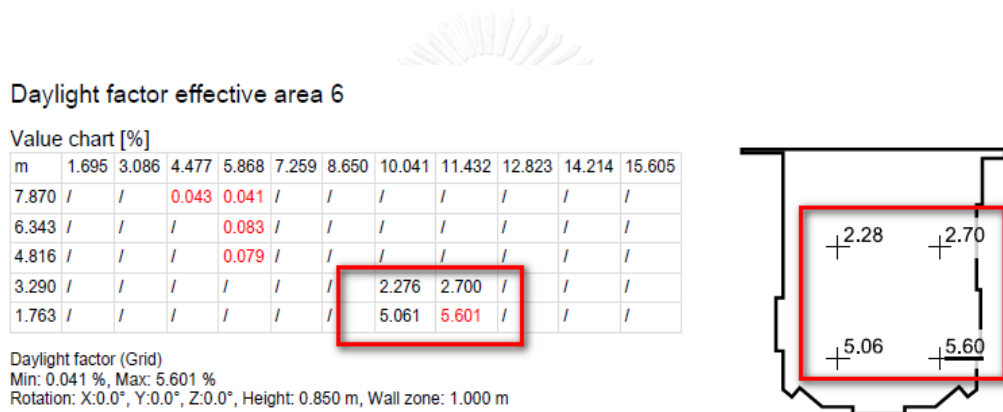 Daylight factor effective area 6
Value chart [%]
m 1.695 3.086 4.477 5.868 7.259 8.650 10.041 11.432 12.823 14.214 15.605
7.870 / / 0.043 0.041 / / / / / / /
6.343 / / / 0.083 / / / / / / /
4.816 / / / 0.079 / / / / / / /
3.290 / / / / / / 2.276 2.700 / / /
1.763 / / / / / / 5.061 5.601 / / /
Daylight factor (Grid)
Min: 0.041 %, Max: 5.601 %
Rotation: X:0.0°, Y:0.0°, Z:0.0°, Height: 0.850 m, Wall zone: 1.000 m
2.28 2.70
5.06 5.60